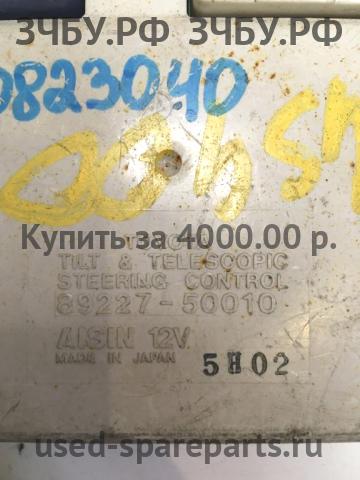 ЗЧБУ.РФ ЗЧБУ.РФ
0823040
Купить за 4000.00 р.
TOYOTA
TILT & TELESCOPIC
STEERING CONTROL
89227-50010
AISIN 12V
MADE IN JAPAN
5H02
used-spareparts.ru